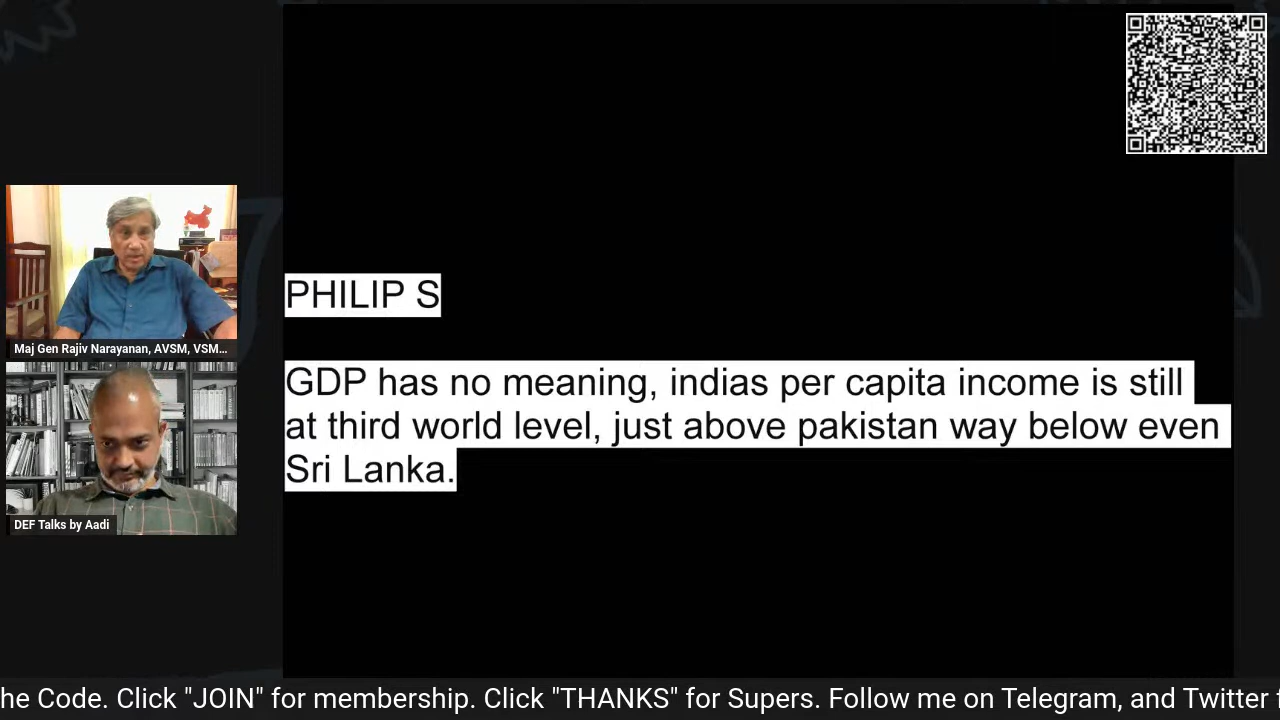 PHILIP S
GDP has no meaning, indias per capita income is still
at third world level, just above pakistan way below even
Sri Lanka.
Maj Gen Rajiv Narayanan, AVSM, VSM...
DEF Talks by Aadi
he Code. Click "JOIN" for membership. Click "THANKS" for Supers. Follow me on Telegram, and Twitter